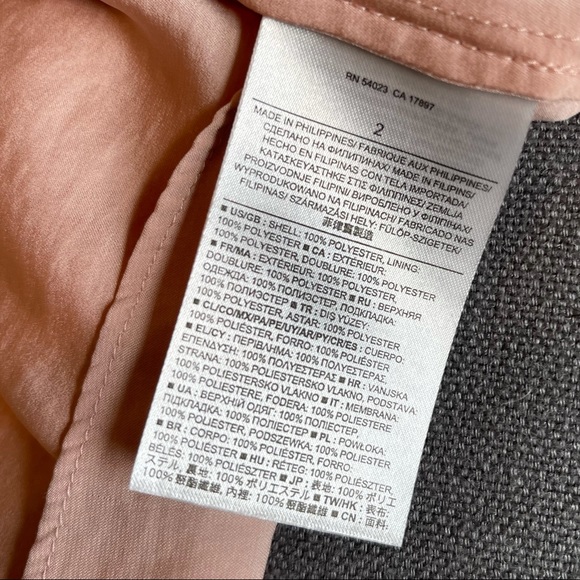 RN 54023 CA 17897
2
MADE IN PHILIPPINES/ FABRIQUE AUX PHILIPPINES/
СДЕЛАНО НА ФИЛИППИНАХ/ MADE IN FILIPINS/
HECHO EN FILIPINAS CON TELA IMPORTADA/
ΚΑΤΑΣΚΕΥΑΣΤΗΚΕ ΣΤΙΣ ΦΙΛΙΠΠΙΝΕΣ/ ZEMLJA
PROIZVODNJE FILIPINI/ ВИРОБЛЕНО У ФІЛІПІНАХ/
WYPRODUKOWANO NA FILIPINACH/ FABRICADO NAS
FILIPINAS/ SZÁRMAZÁSI HELY: FÜLÖP-SZIGETEK/
菲律賓製造
■ US/GB : SHELL: 100% POLYESTER, LINING:
100% POLYESTER ■ CA : EXTÉRIEUR:
100% POLYESTER, DOUBLURE: 100% POLYESTER
■ FR/MA : EXTÉRIEUR: 100% POLYESTER,
DOUBLURE: 100% POLYESTER ■ RU : ВЕРХНЯЯ
ОДЕЖДА: 100% ПОЛИЭСТЕР, ПОДКЛАДКА:
100% ПОЛИЭСТЕР ■ TR : DIŞ YÜZEY:
100% POLYESTER, ASTAR: 100% POLYESTER
■ CL/CO/MX/PA/PE/UY/AR/PY/CR/ES : CUERPO:
100% POLIÉSTER, FORRO: 100% POLIÉSTER
■ EL/CY : ΠΕΡΙΒΛΗΜΑ: 100% ΠΟΛΥΕΣΤΕΡΑΣ,
ΕΠΕΝΔΥΣΗ: 100% ΠΟΛΥΕΣΤΕΡΑΣ ■ HR : VANJSKA
STRANA: 100% POLIESTERSKO VLAKNO, PODSTAVA:
100% POLIESTERSKO VLAKNO ■ IT : MEMBRANA:
100% POLIESTERE, FODERA: 100% POLIESTERE
■ UA : ВЕРХНІЙ ОДЯГ: 100% ПОЛІЕСТЕР,
ПІДКЛАДКА: 100% ПОЛІЕСТЕР ■ PL : POWŁOKA:
100% POLIESTER, PODSZEWKA: 100% POLIESTER
■ BR : CORPO: 100% POLIÉSTER, FORRO:
100% POLIÉSTER ■ HU : RÉTEG: 100% POLIÉSZTER,
BÉLÉS: 100% POLIÉSZTER ■ JP : 表地: 100% ポリエ
ステル, 裏地: 100% ポリエステル ■ TW/HK : 表布:
100% 聚酯纖維, 內裡: 100% 聚酯纖維 ■ CN : 面料: